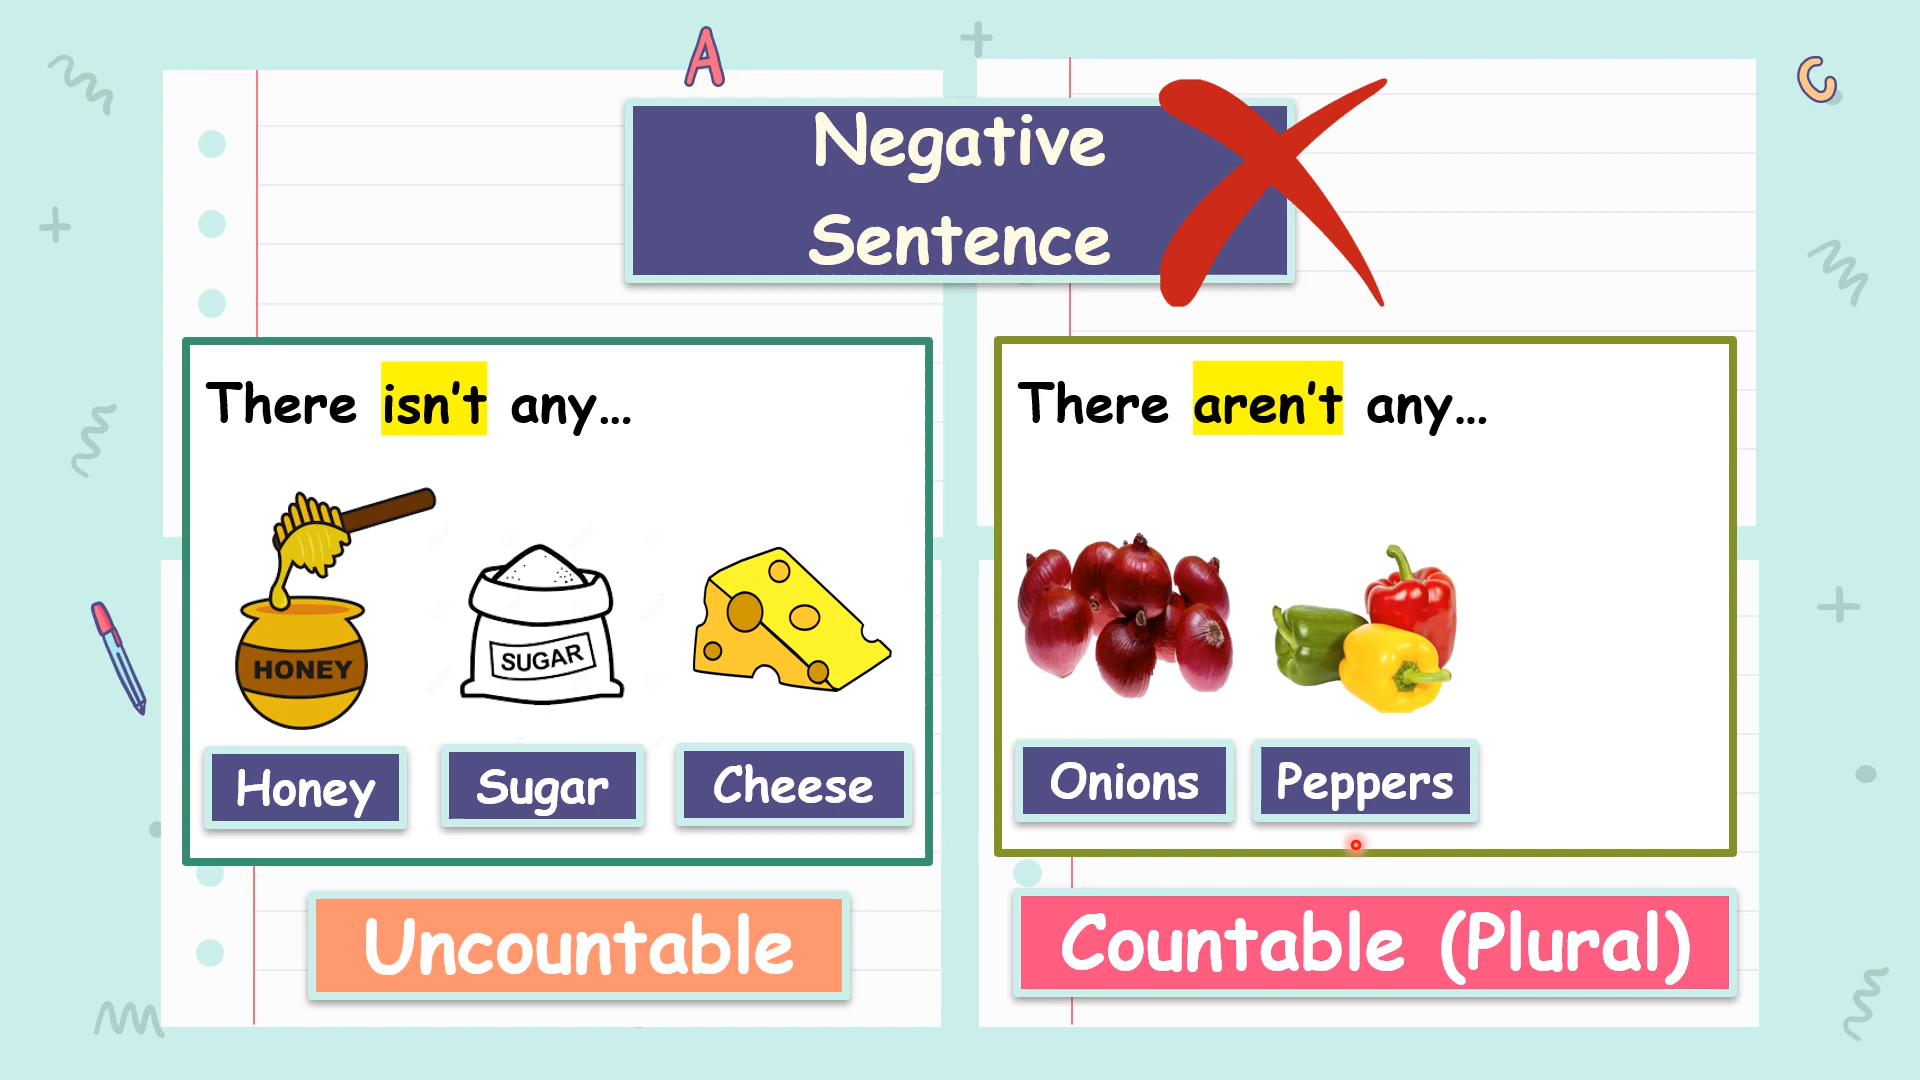 A
C
Negative
Sentence
There isn't any...
There aren't any...
HONEY
SUGAR
Honey
Sugar
Cheese
Onions
Peppers
Uncountable
Countable (Plural)